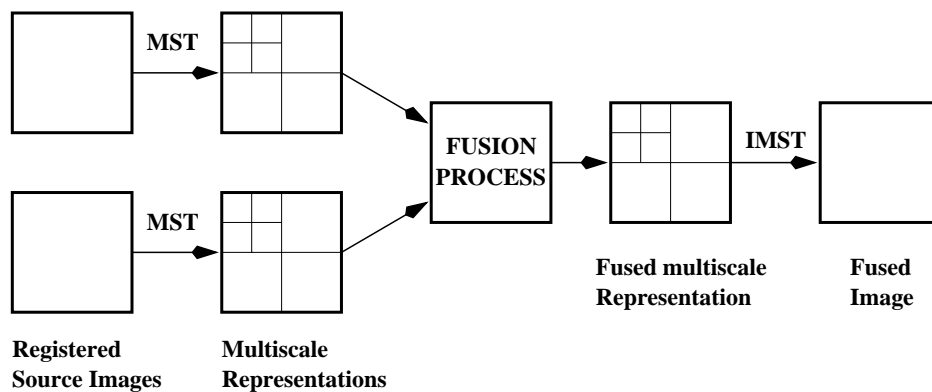 MST
MST
FUSION
PROCESS
IMST
Fused multiscale
Representation
Fused
Image
Registered
Source Images
Multiscale
Representations